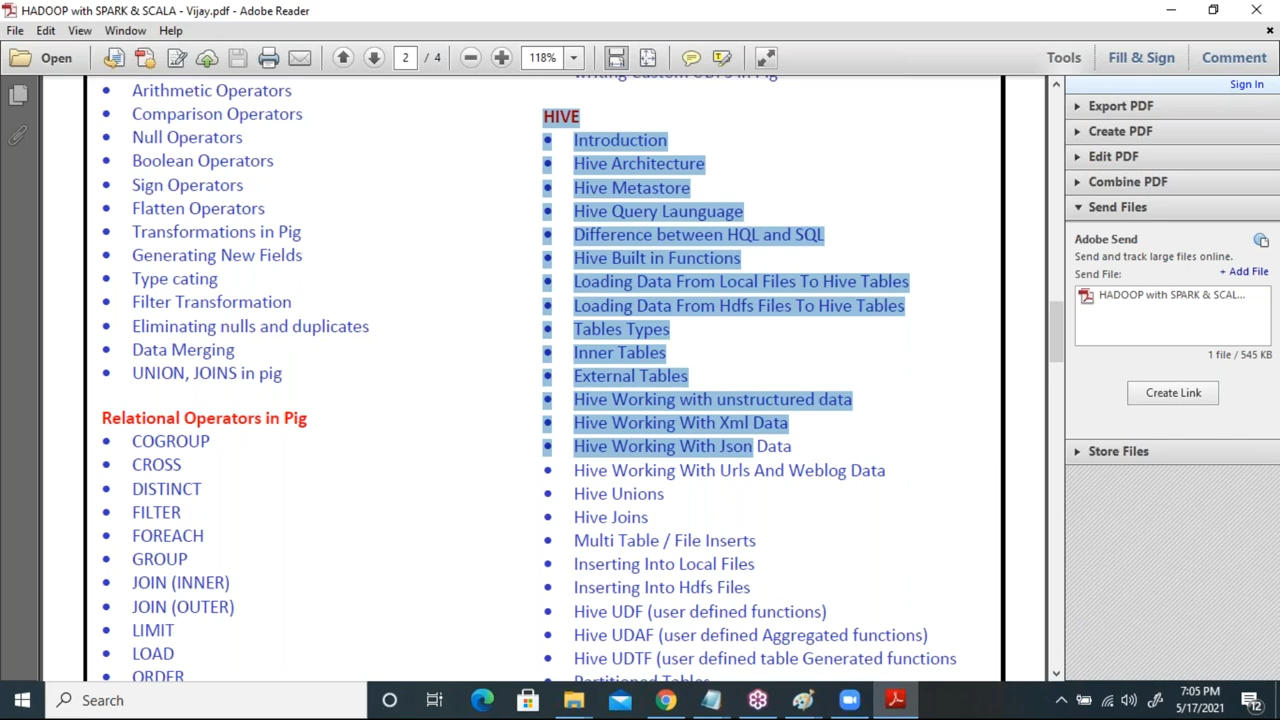 HADOOP with SPARK & SCALA - Vijay.pdf - Adobe Reader
File Edit View Window Help
Open 2 / 4 118% Tools Fill & Sign Comment
Arithmetic Operators
Comparison Operators
Null Operators
Boolean Operators
Sign Operators
Flatten Operators
Transformations in Pig
Generating New Fields
Type cating
Filter Transformation
Eliminating nulls and duplicates
Data Merging
UNION, JOINS in pig
Relational Operators in Pig
COGROUP
CROSS
DISTINCT
FILTER
FOREACH
GROUP
JOIN (INNER)
JOIN (OUTER)
LIMIT
LOAD
ORDER
writing Custom UDFS in Pig
HIVE
Introduction
Hive Architecture
Hive Metastore
Hive Query Launguage
Difference between HQL and SQL
Hive Built in Functions
Loading Data From Local Files To Hive Tables
Loading Data From Hdfs Files To Hive Tables
Tables Types
Inner Tables
External Tables
Hive Working with unstructured data
Hive Working With Xml Data
Hive Working With Json Data
Hive Working With Urls And Weblog Data
Hive Unions
Hive Joins
Multi Table / File Inserts
Inserting Into Local Files
Inserting Into Hdfs Files
Hive UDF (user defined functions)
Hive UDAF (user defined Aggregated functions)
Hive UDTF (user defined table Generated functions
Partitioned Tables
Sign In
Export PDF
Create PDF
Edit PDF
Combine PDF
Send Files
Adobe Send
Send and track large files online.
Send File: + Add File
HADOOP with SPARK & SCAL...
1 file / 545 KB
Create Link
Store Files
Search
7:05 PM
5/17/2021
12